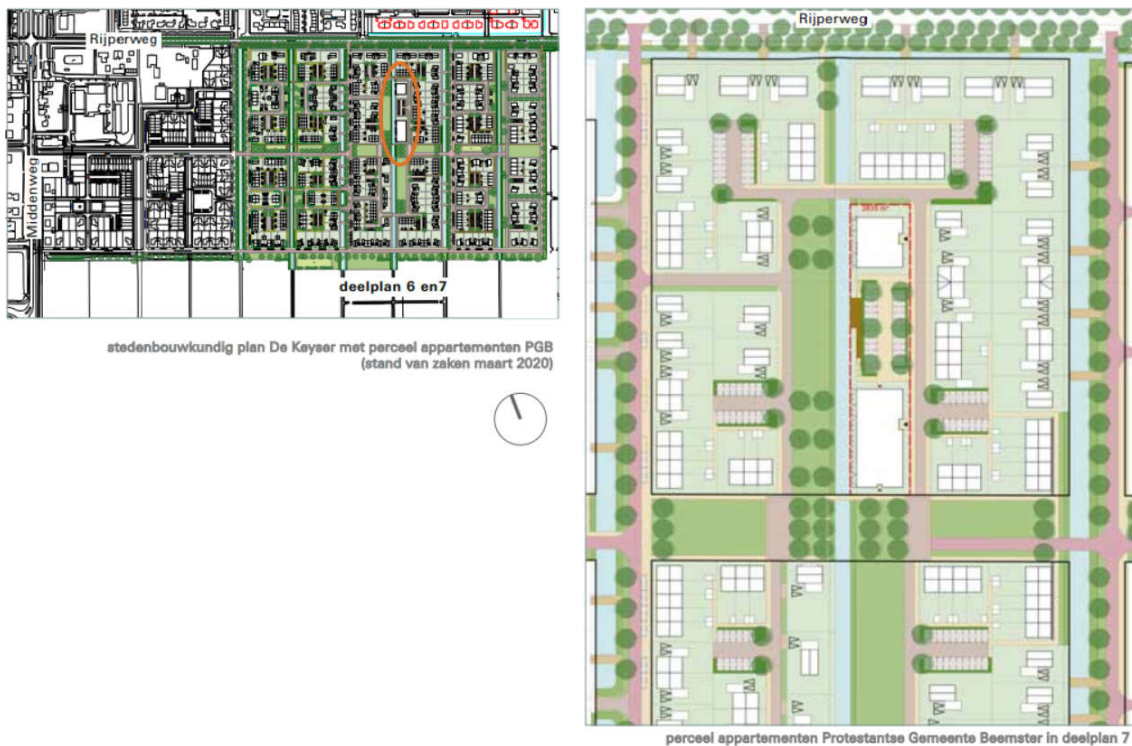 Rijperweg
Middenweg
deelplan 6 en7
stedenbouwkundig plan De Keyser met perceel appartementen PGB
(stand van zaken maart 2020)
Rijperweg
perceel appartementen Protestantse Gemeente Beemster in deelplan 7